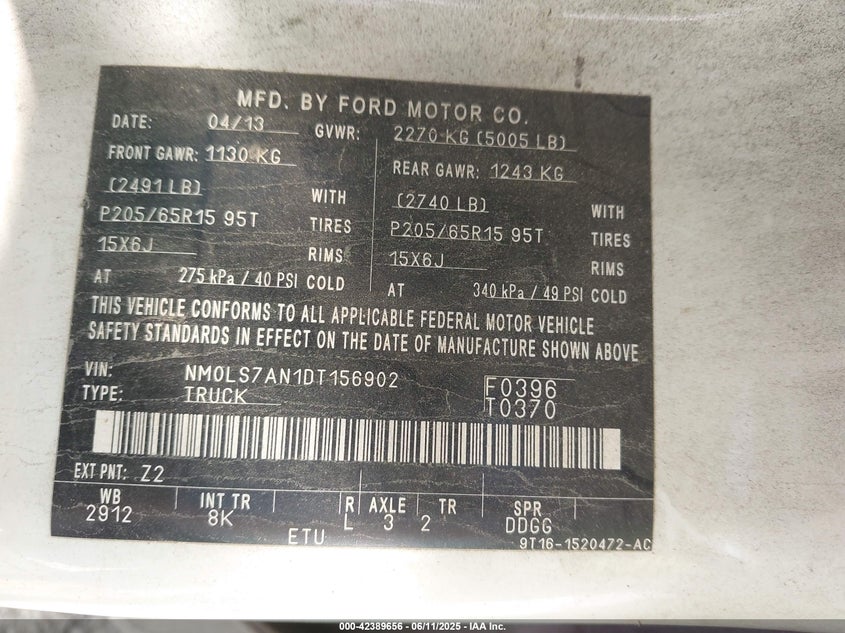 MFD. BY FORD MOTOR CO.
DATE: 04/13 GVWR: 2270 KG (5005 LB)
FRONT GAWR: 1130 KG REAR GAWR: 1243 KG
(2491 LB) WITH (2740 LB) WITH
P205/65R15 95T TIRES P205/65R15 95T TIRES
15X6J RIMS 15X6J RIMS
AT 275 kPa / 40 PSI COLD AT 340 kPa / 49 PSI COLD
THIS VEHICLE CONFORMS TO ALL APPLICABLE FEDERAL MOTOR VEHICLE
SAFETY STANDARDS IN EFFECT ON THE DATE OF MANUFACTURE SHOWN ABOVE
VIN: NM0LS7AN1DT156902 F0396
TYPE: TRUCK T0370
EXT PNT: Z2
WB INT TR R AXLE TR SPR
2912 8K L 3 2 DDGG
ETU 9T16-1520472-AC
000-42389656 - 06/11/2025 - IAA Inc.